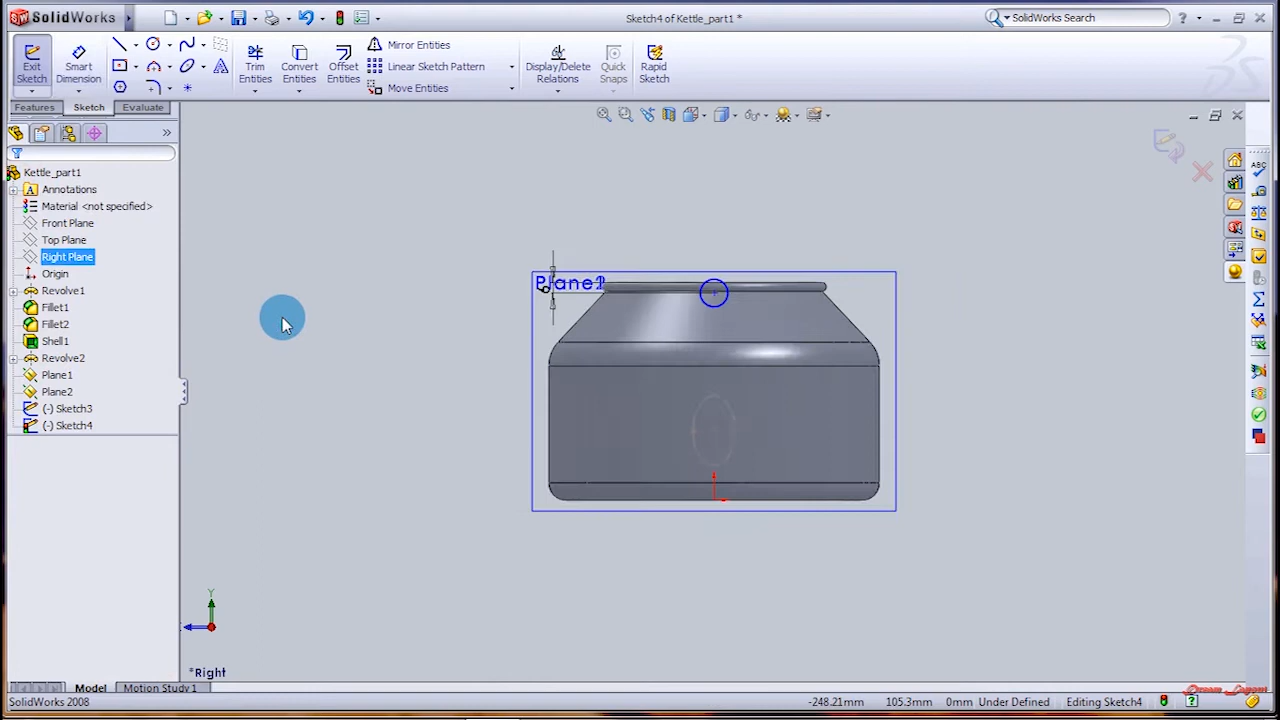 SolidWorks
Sketch4 of Kettle_part1 *
SolidWorks Search
Exit Sketch
Smart Dimension
Trim Entities
Convert Entities
Offset Entities
Mirror Entities
Linear Sketch Pattern
Move Entities
Display/Delete Relations
Quick Snaps
Rapid Sketch
Features
Sketch
Evaluate
Kettle_part1
Annotations
Material <not specified>
Front Plane
Top Plane
Right Plane
Origin
Revolve1
Fillet1
Fillet2
Shell1
Revolve2
Plane1
Plane2
(-) Sketch3
(-) Sketch4
Y
*Right
Model
Motion Study 1
SolidWorks 2008
-248.21mm
105.3mm
0mm
Under Defined
Editing Sketch4